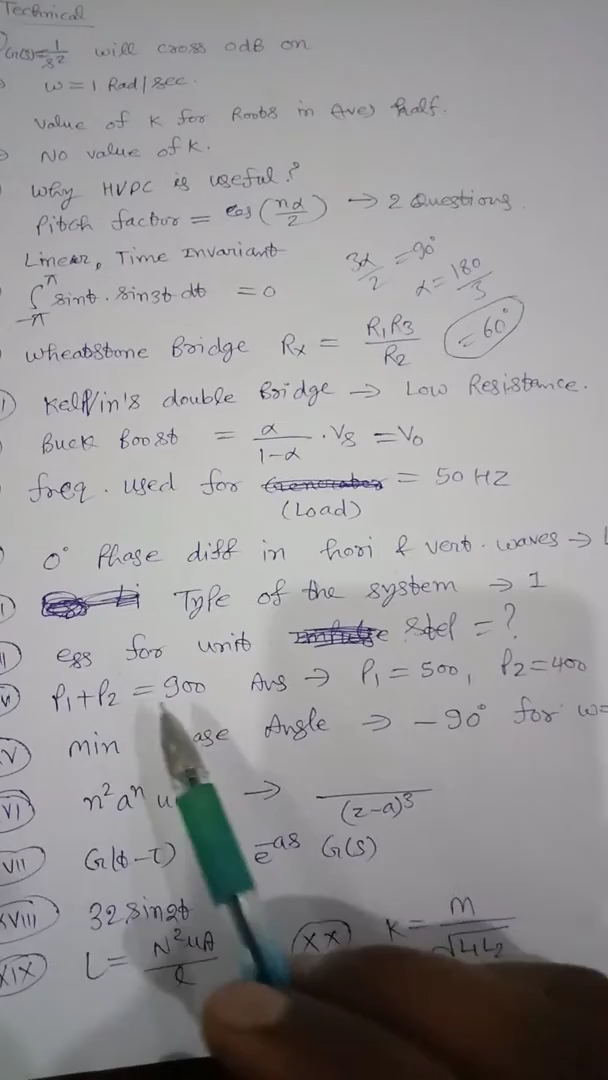 Technical
G(s)=1/s² will cross 0dB on
w=1 Rad/sec.
Value of K for Roots in (+ve) half.
NO value of K.
Why HVDC is useful?
Pitch factor = cos(nα/2) → 2 Questions.
Linear, Time Invariant
3α/2 = 90°
α = 180/3
= 60°
∫ -π π sint. sin3t dt = 0
Wheatstone Bridge Rx = R1R3/R2
Kelvin's double Bridge → Low Resistance.
Buck Boost = α/1-α . Vs = Vo
freq. used for = 50 HZ
(Load)
0° Phase diff in hori & vert. waves →
Type of the system → 1
ess for unit step = ?
P1+P2 = 900 Ans → P1 = 500, P2=400
min Angle ⇒ -90° for w=
n²aⁿ u → /(z-a)³
VII G(t-τ) e^-as G(s)
XVIII 32 sin2t
XIX L = N²uA/l
XX K = M/√L1L2